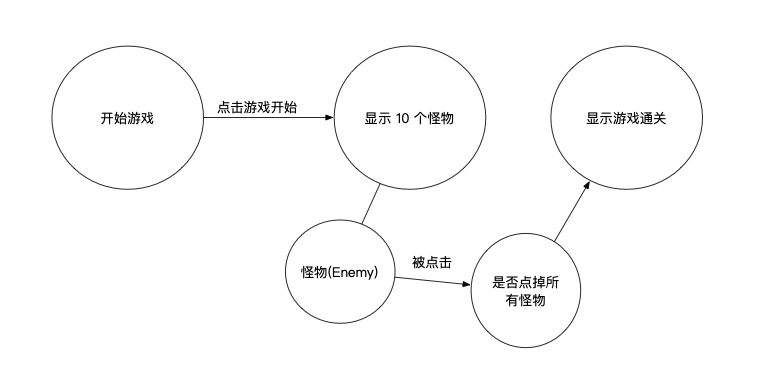 开始游戏
点击游戏开始
显示 10 个怪物
显示游戏通关
怪物(Enemy)
被点击
是否点掉所
有怪物